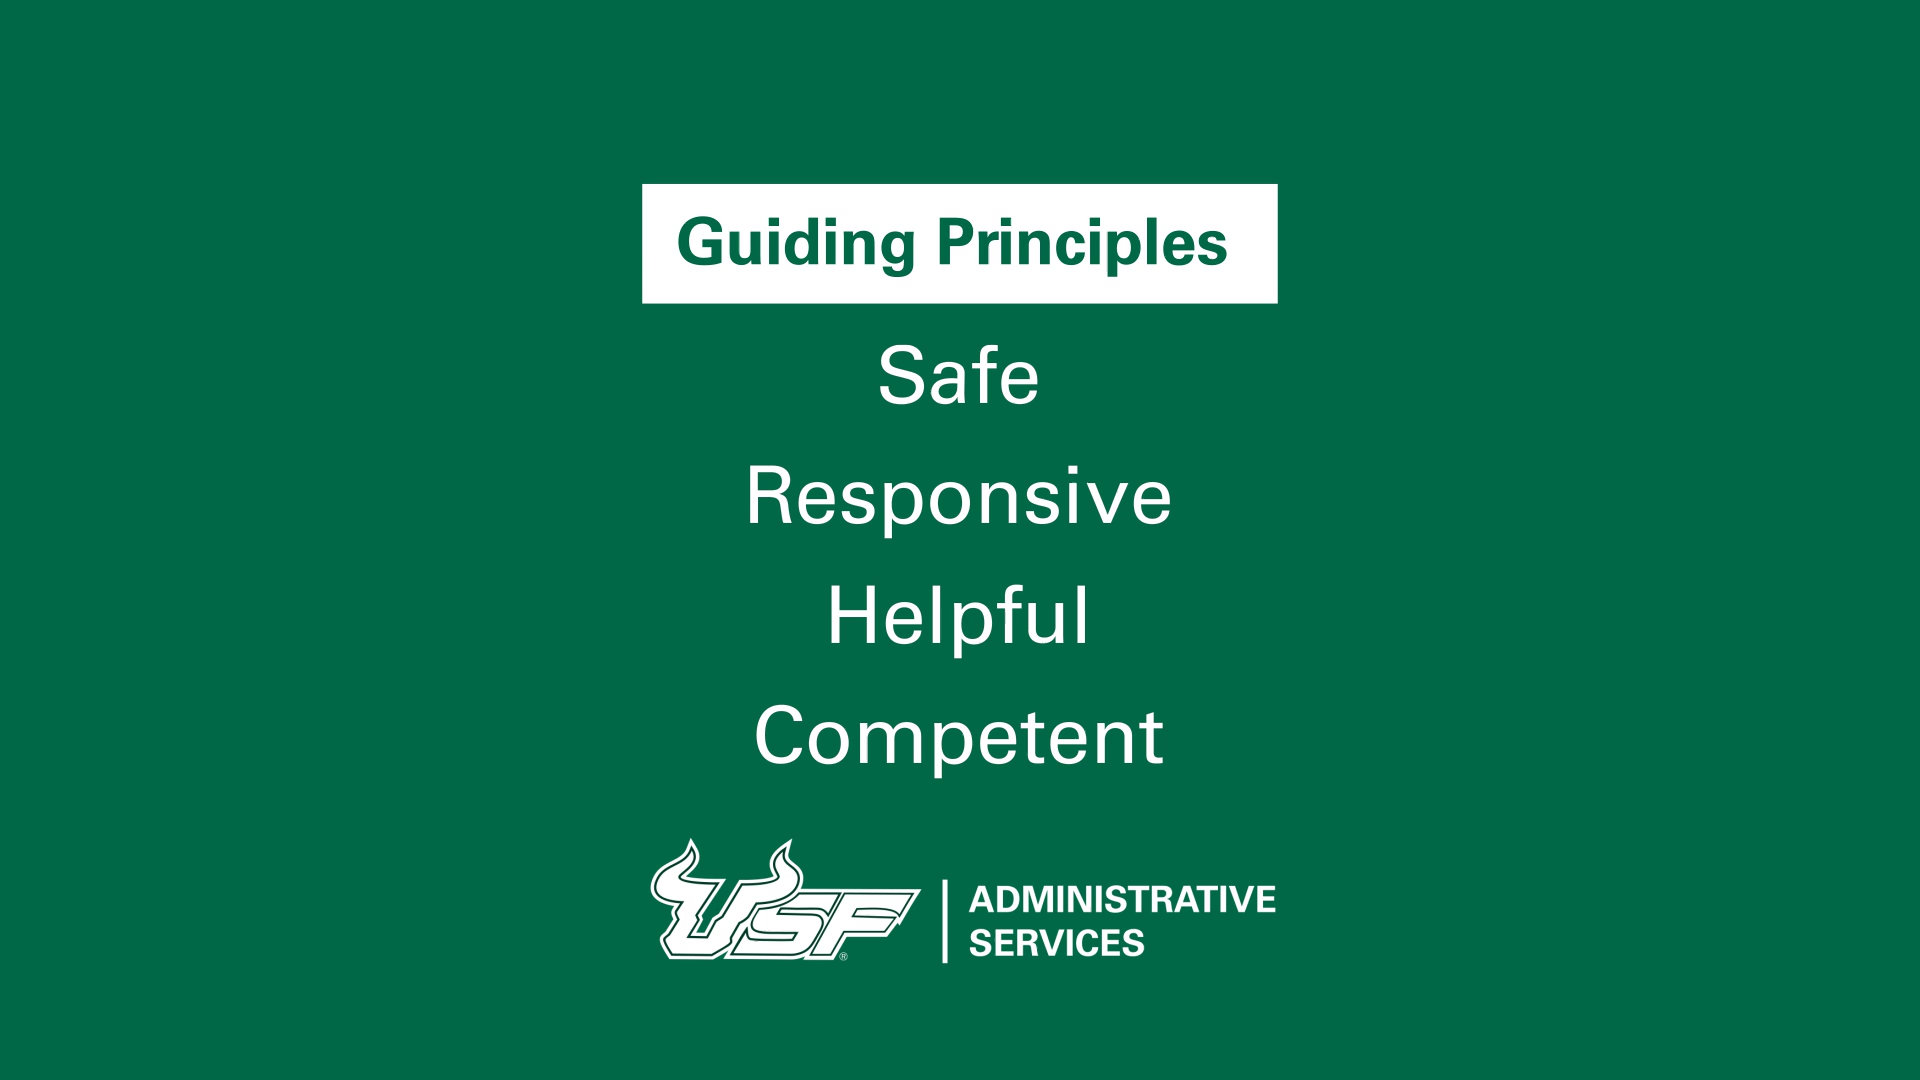 Guiding Principles
Safe
Responsive
Helpful
Competent
USF®
ADMINISTRATIVE
SERVICES